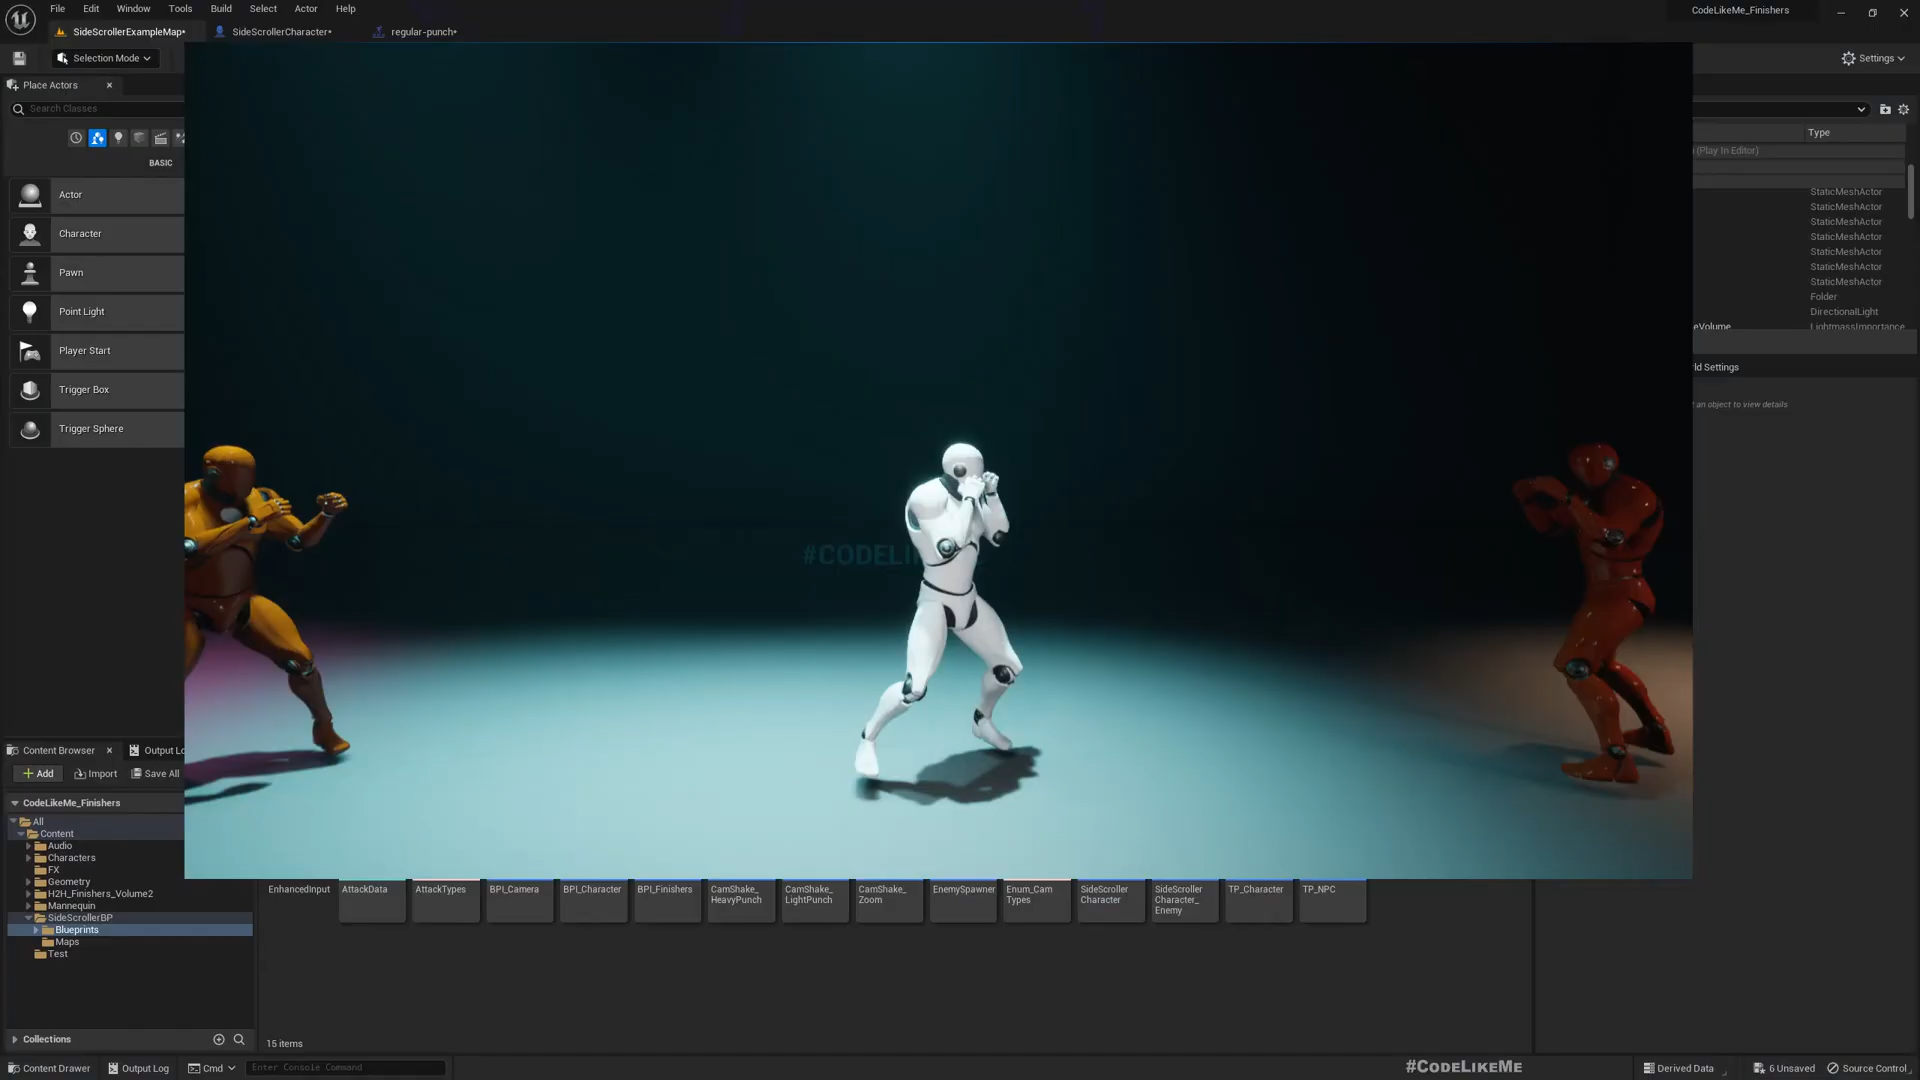 File Edit Window Tools Build Select Actor Help
CodeLikeMe_Finishers
SideScrollerExampleMap*
SideScrollerCharacter*
regular-punch*
Selection Mode
Settings
Place Actors
Search Classes
BASIC
Actor
Character
Pawn
Point Light
Player Start
Trigger Box
Trigger Sphere
Type
(Play In Editor)
StaticMeshActor
StaticMeshActor
StaticMeshActor
StaticMeshActor
StaticMeshActor
StaticMeshActor
StaticMeshActor
Folder
DirectionalLight
eVolume LightmassImportance
ld Settings
an object to view details
#CODELI
Content Browser
Output Lo
Add Import Save All
CodeLikeMe_Finishers
All
Content
Audio
Characters
FX
Geometry
H2H_Finishers_Volume2
Mannequin
SideScrollerBP
Blueprints
Maps
Test
Collections
EnhancedInput
AttackData
AttackTypes
BPI_Camera
BPI_Character
BPI_Finishers
CamShake_
HeavyPunch
CamShake_
LightPunch
CamShake_
Zoom
EnemySpawner
Enum_Cam
Types
SideScroller
Character
SideScroller
Character_
Enemy
TP_Character
TP_NPC
15 items
Content Drawer Output Log Cmd Enter Console Command
#CODELIKEME
Derived Data 6 Unsaved Source Control